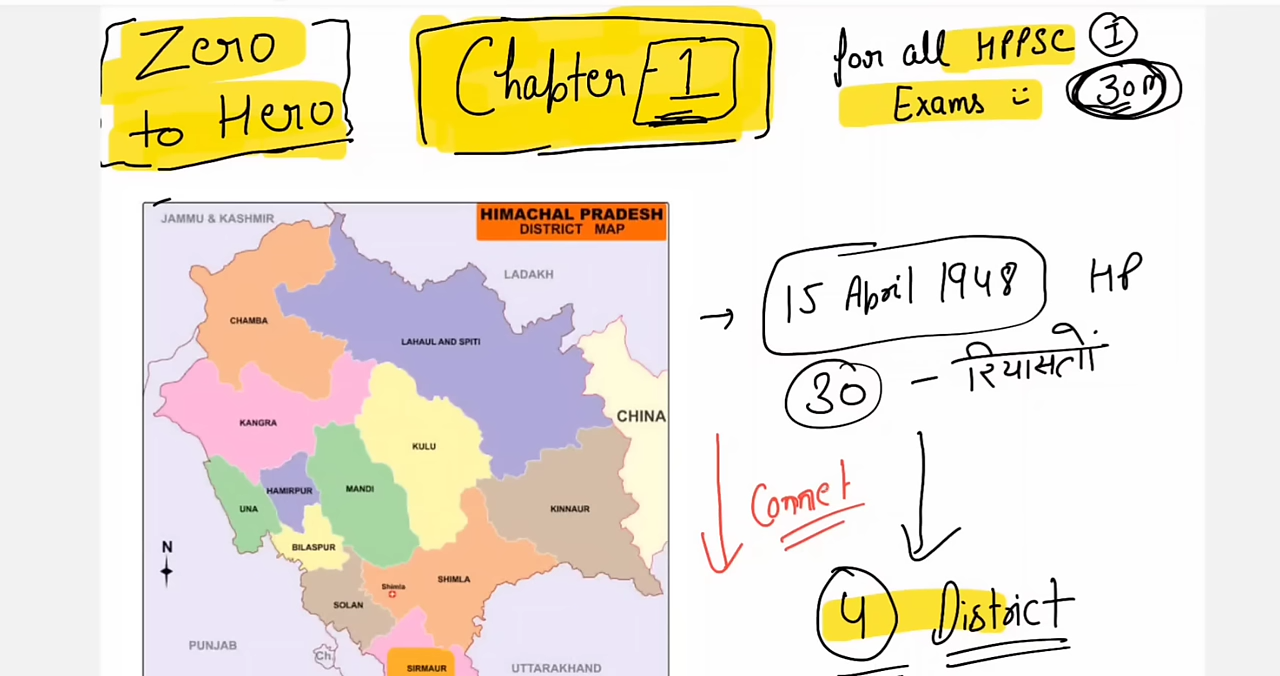 Zero
to Hero
Chapter - 1
for all HPPSC I
Exams 30m
JAMMU & KASHMIR
HIMACHAL PRADESH
DISTRICT MAP
LADAKH
CHAMBA
LAHAUL AND SPITI
KANGRA
CHINA
KULU
HAMIRPUR
MANDI
UNA
KINNAUR
N
BILASPUR
Shimla
SHIMLA
SOLAN
PUNJAB
Ch.
SIRMAUR
UTTARAKHAND
→ 15 April 1948 HP
30 - रियासतों
Connet
4 District